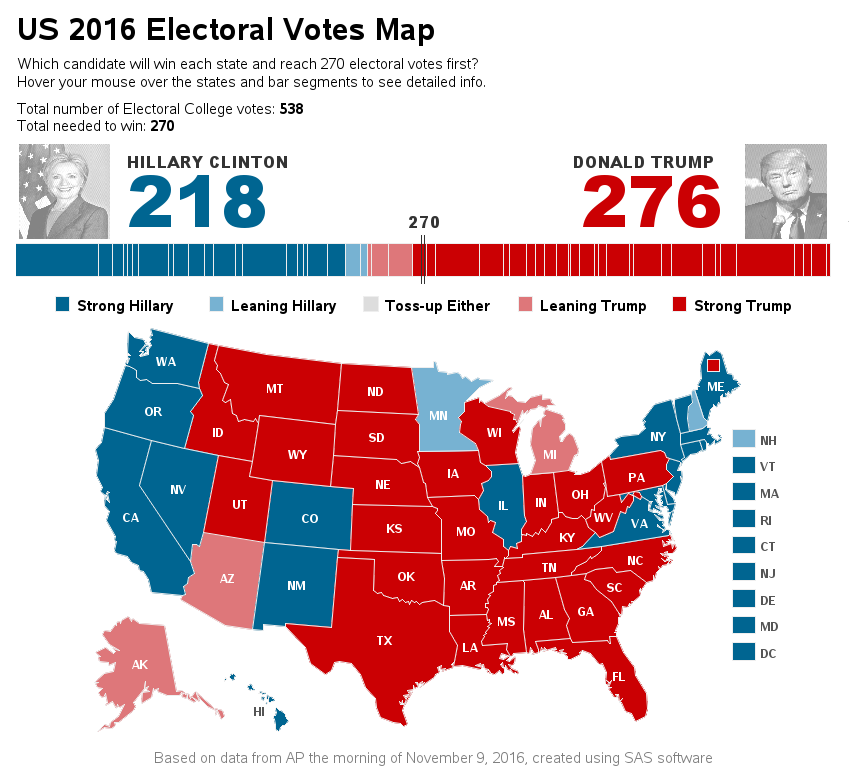 US 2016 Electoral Votes Map
Which candidate will win each state and reach 270 electoral votes first?
Hover your mouse over the states and bar segments to see detailed info.
Total number of Electoral College votes: 538
Total needed to win: 270
HILLARY CLINTON
218
DONALD TRUMP
276
270
Strong Hillary
Leaning Hillary
Toss-up Either
Leaning Trump
Strong Trump
WA
OR
CA
NV
ID
MT
WY
UT
AZ
CO
NM
ND
SD
NE
KS
OK
TX
MN
IA
MO
AR
LA
WI
IL
MI
IN
OH
KY
TN
MS
AL
GA
FL
SC
NC
VA
WV
PA
NY
ME
AK
HI
NH
VT
MA
RI
CT
NJ
DE
MD
DC
Based on data from AP the morning of November 9, 2016, created using SAS software